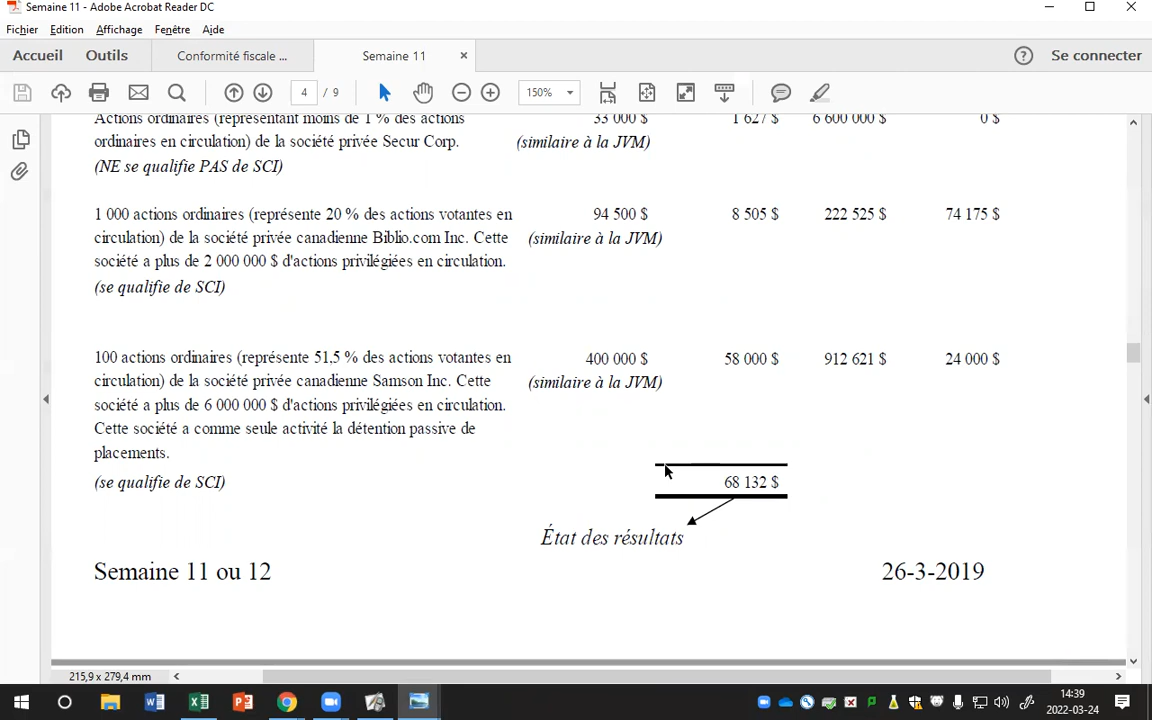 Semaine 11 - Adobe Acrobat Reader DC
Fichier Edition Affichage Fenêtre Aide
Accueil Outils Conformité fiscale ... Semaine 11 × ? Se connecter
4 / 9 150%
Actions ordinaires (représentant moins de 1 % des actions 33 000 $ 1 627 $ 6 600 000 $ 0 $
ordinaires en circulation) de la société privée Secur Corp. (similaire à la JVM)
(NE se qualifie PAS de SCI)
1 000 actions ordinaires (représente 20 % des actions votantes en 94 500 $ 8 505 $ 222 525 $ 74 175 $
circulation) de la société privée canadienne Biblio.com Inc. Cette (similaire à la JVM)
société a plus de 2 000 000 $ d'actions privilégiées en circulation.
(se qualifie de SCI)
100 actions ordinaires (représente 51,5 % des actions votantes en 400 000 $ 58 000 $ 912 621 $ 24 000 $
circulation) de la société privée canadienne Samson Inc. Cette (similaire à la JVM)
société a plus de 6 000 000 $ d'actions privilégiées en circulation.
Cette société a comme seule activité la détention passive de
placements.
(se qualifie de SCI) 68 132 $
État des résultats
Semaine 11 ou 12 26-3-2019
215,9 x 279,4 mm
14:39
2022-03-24